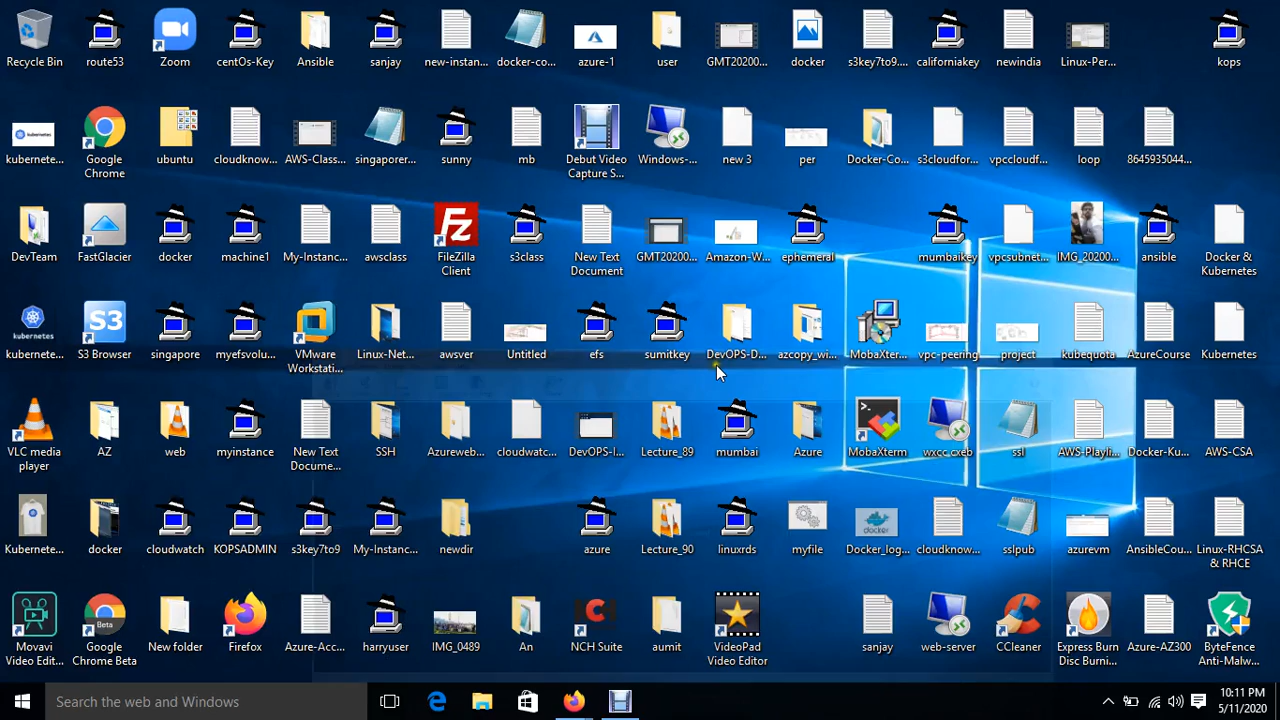 Recycle Bin
route53
Zoom
centOs-Key
Ansible
sanjay
new-instan...
docker-co...
azure-1
user
GMT20200...
docker
s3key7to9....
californiakey
newindia
Linux-Per...
kops
kubernetes
kubernete...
Google
Chrome
ubuntu
cloudknow...
AWS-Class...
singaporer...
sunny
mb
Debut Video
Capture S...
Windows-...
new 3
per
Docker-Co...
s3cloudfor...
vpccloudf...
loop
8645935044...
DevTeam
FastGlacier
docker
machine1
My-Instanc...
awsclass
Fz
FileZilla
Client
s3class
New Text
Document
GMT20200...
Amazon-W...
ephemeral
mumbaikey
vpcsubnet...
IMG_20200...
ansible
Docker &
Kubernetes
kubernetes
kubernete...
S3
S3 Browser
singapore
myefsvolu...
VMware
Workstati...
Linux-Net...
awsver
Untitled
efs
sumitkey
DevOPS-D...
azcopy_wi...
MobaXter...
vpc-peering
project
kubequota
AzureCourse
Kubernetes
VLC media
player
AZ
web
myinstance
New Text
Docume...
SSH
Azureweb...
cloudwatc...
DevOPS-I...
Lecture_89
mumbai
Azure
MobaXterm
wxcc.cxeb
ssl
AWS-Playli...
Docker-Ku...
AWS-CSA
Kubernete...
docker
cloudwatch
KOPSADMIN
s3key7to9
My-Instanc...
newdir
azure
Lecture_90
linuxrds
myfile
docker
Docker_log...
cloudknow...
sslpub
azurevm
AnsibleCou...
Linux-RHCSA
& RHCE
Movavi
Video Edit...
Beta
Google
Chrome Beta
New folder
Firefox
Azure-Acc...
harryuser
IMG_0489
An
NCH Suite
aumit
VideoPad
Video Editor
sanjay
web-server
CCleaner
Express Burn
Disc Burni...
Azure-AZ300
ByteFence
Anti-Malw...
Search the web and Windows
10:11 PM
5/11/2020